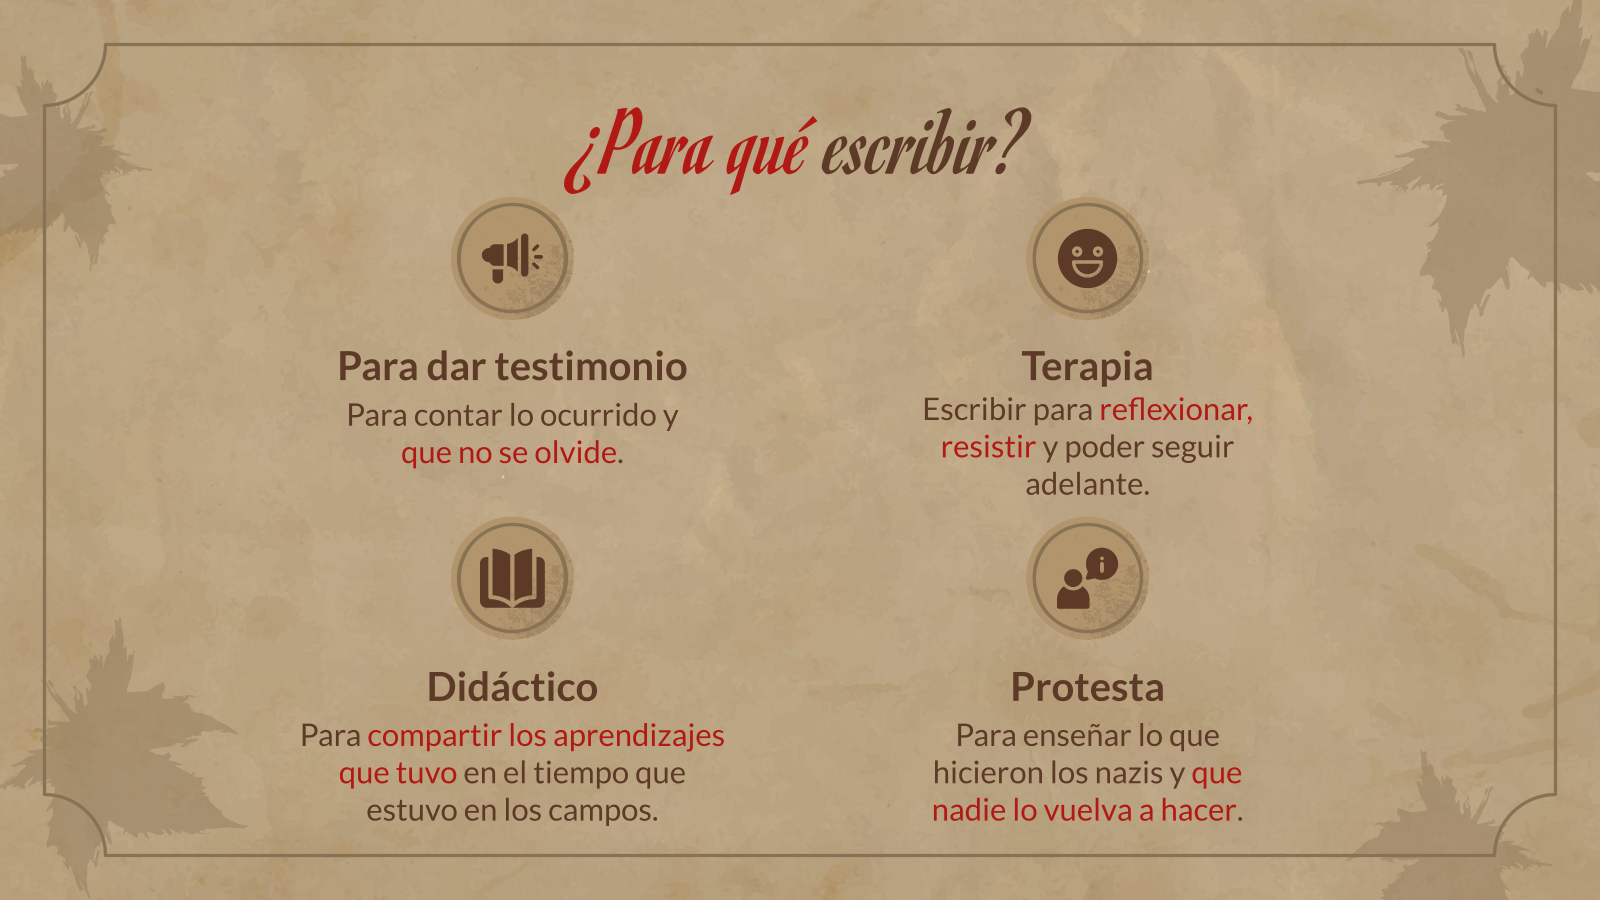 ¿Para qué escribir?
Para dar testimonio
Para contar lo ocurrido y
que no se olvide.
Terapia
Escribir para reflexionar,
resistir y poder seguir
adelante.
Didáctico
Para compartir los aprendizajes
que tuvo en el tiempo que
estuvo en los campos.
Protesta
Para enseñar lo que
hicieron los nazis y que
nadie lo vuelva a hacer.